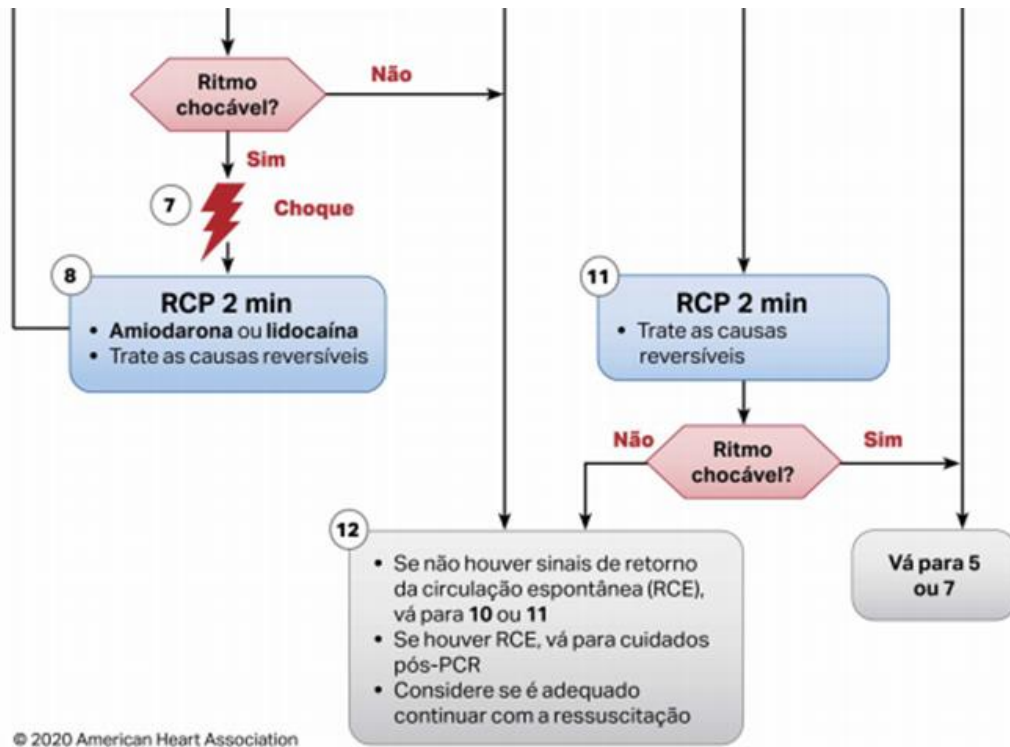 Ritmo
chocável?
Não
Sim
7
Choque
8
RCP 2 min
• Amiodarona ou lidocaína
• Trate as causas reversíveis
11
RCP 2 min
• Trate as causas
reversíveis
Não
Ritmo
chocável?
Sim
12
• Se não houver sinais de retorno
da circulação espontânea (RCE),
vá para 10 ou 11
• Se houver RCE, vá para cuidados
pós-PCR
• Considere se é adequado
continuar com a ressuscitação
Vá para 5
ou 7
© 2020 American Heart Association